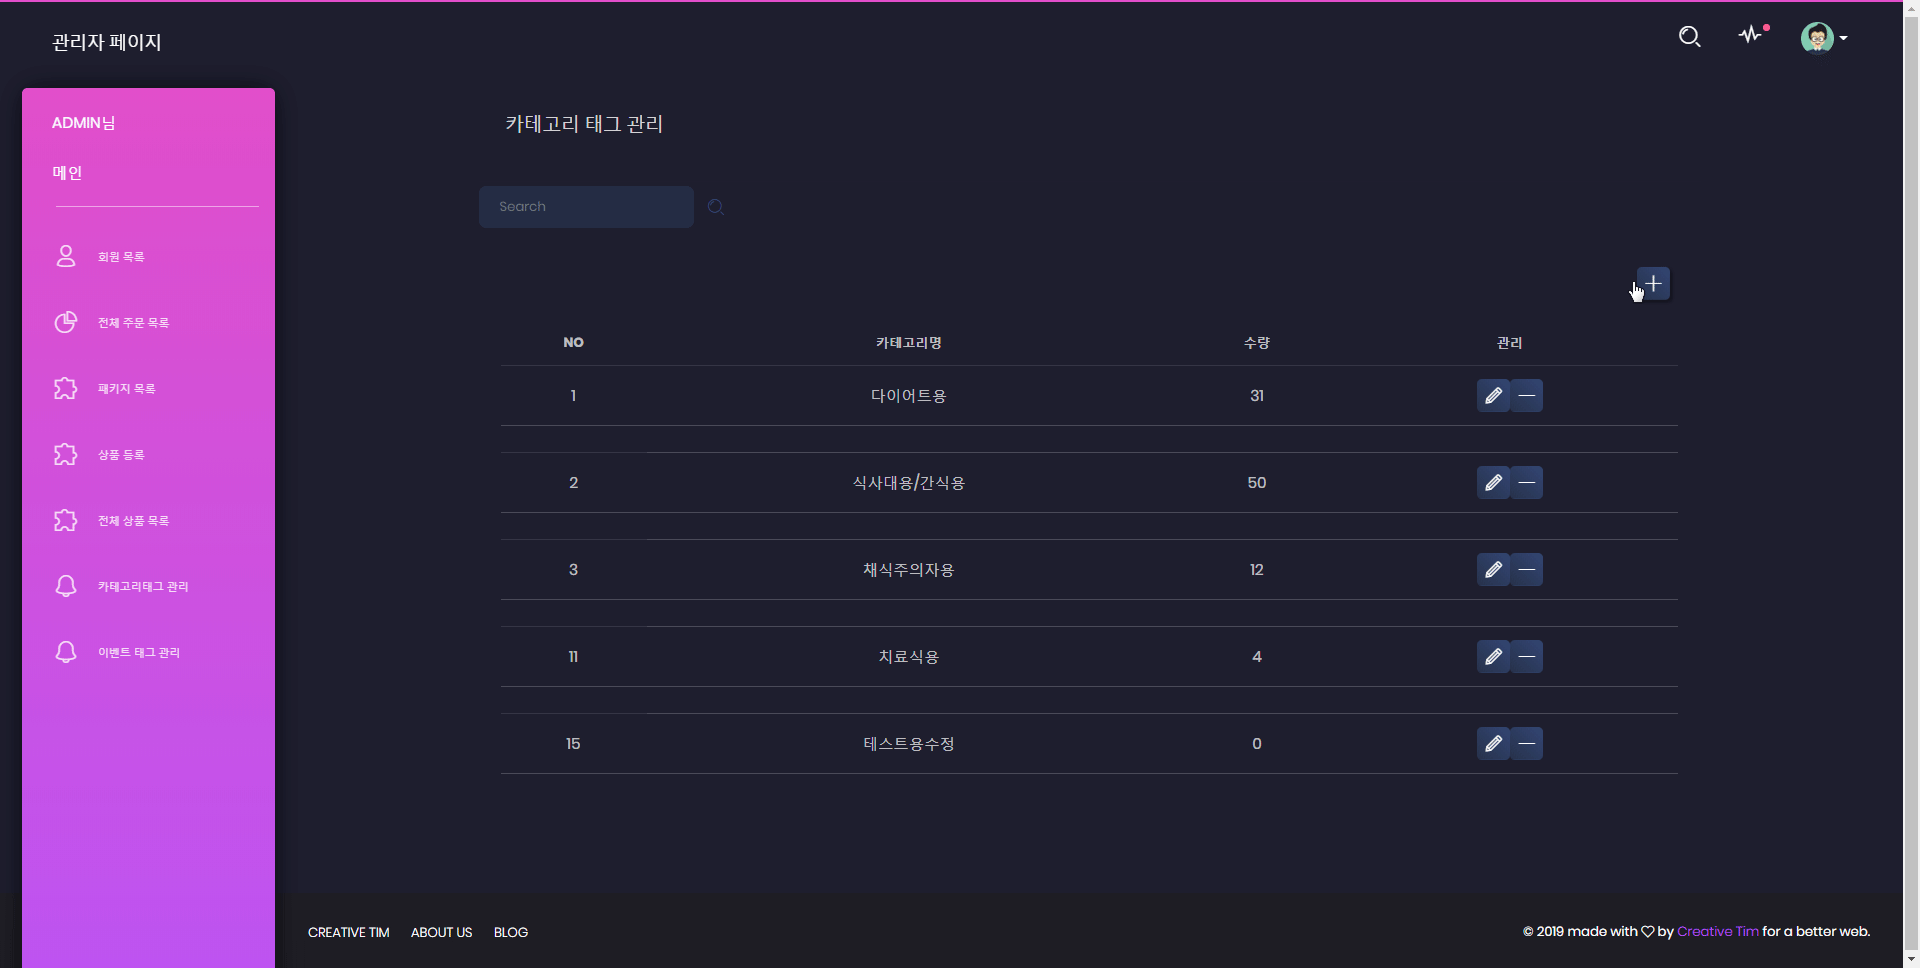 관리자 페이지
ADMIN님
메인
회원 목록
전체 주문 목록
패키지 목록
상품 등록
전체 상품 목록
카테고리태그 관리
이벤트 태그 관리
카테고리 태그 관리
Search
NO 카테고리명 수량 관리
1 다이어트용 31
2 식사대용/간식용 50
3 채식주의자용 12
11 치료식용 4
15 테스트용수정 0
CREATIVE TIM ABOUT US BLOG
© 2019 made with ♡ by Creative Tim for a better web.